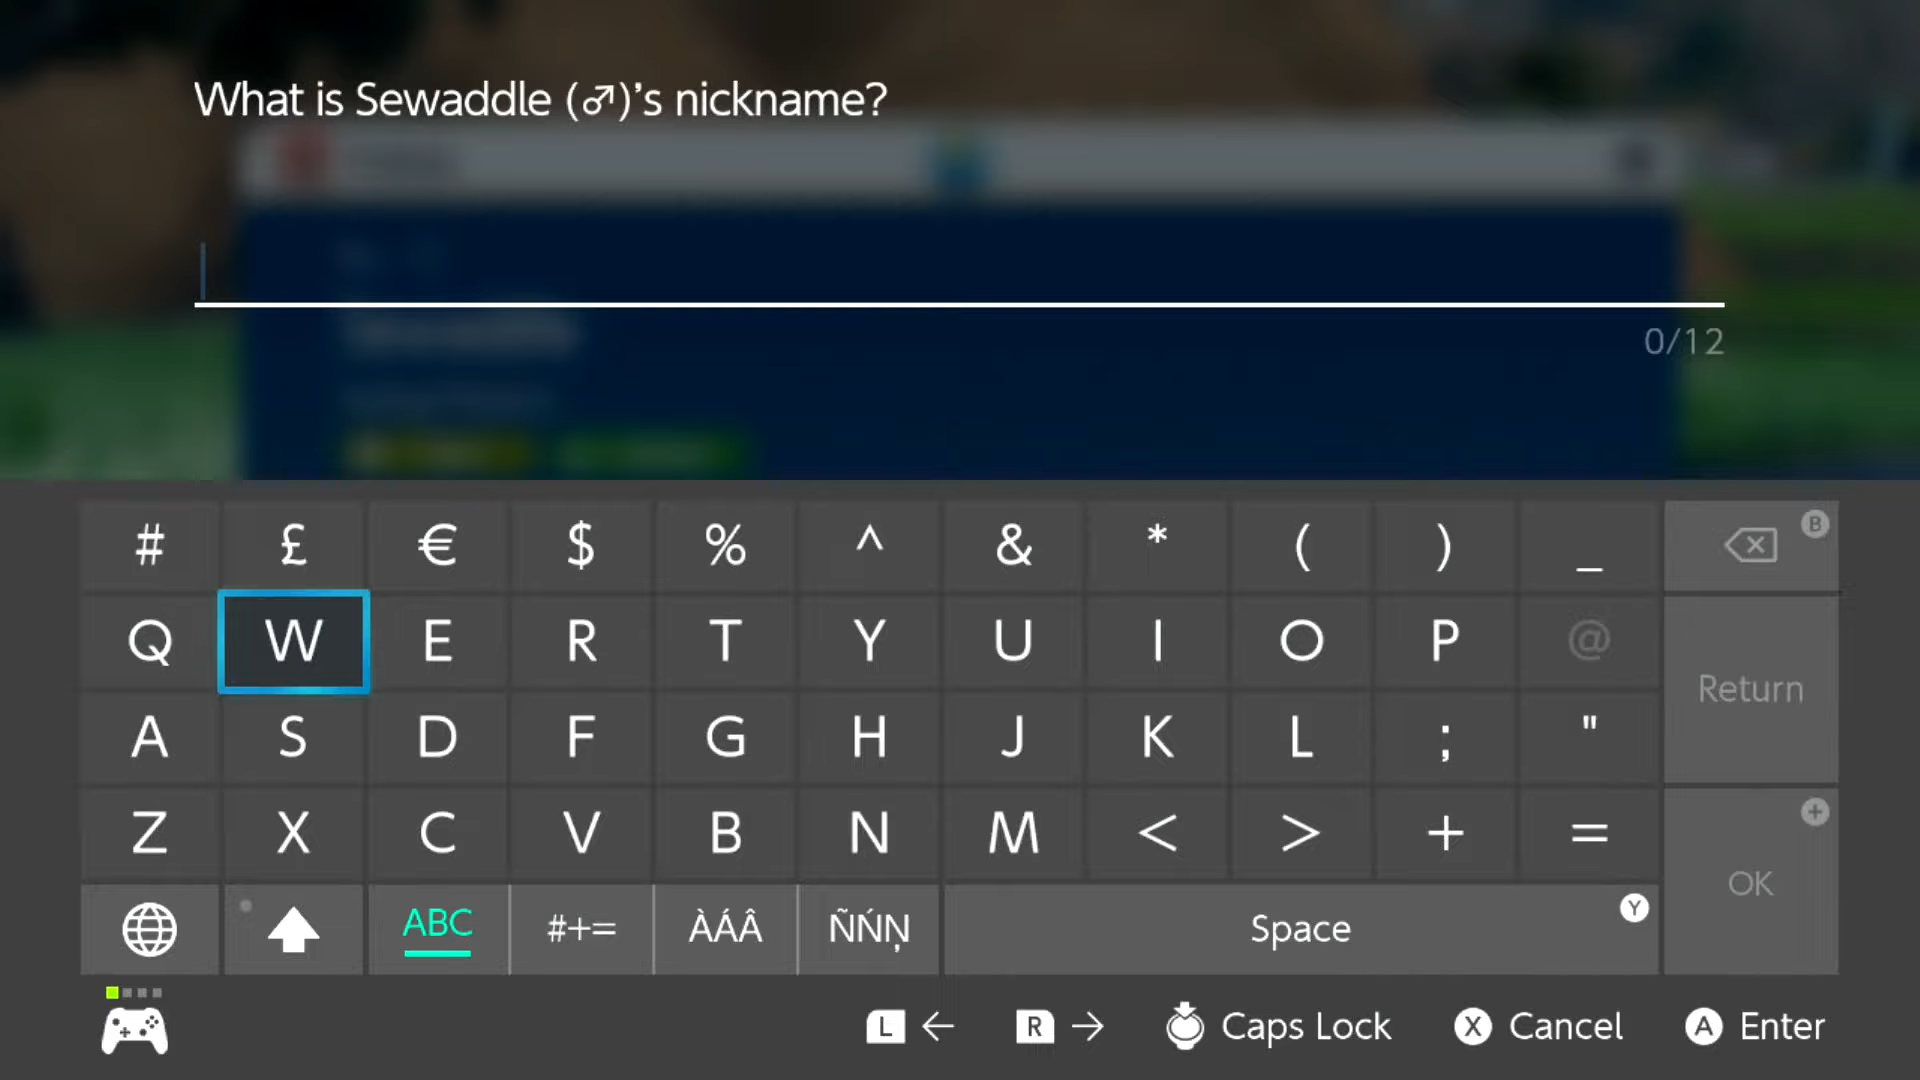 What is Sewaddle (♂)’s nickname?
0/12
# £ € $ % ^ & * ( ) _ B
Q W E R T Y U I O P @ Return
A S D F G H J K L ; "
Z X C V B N M < > + = OK
ABC #+= ÀÁÂ ÑŃŅ Space Y
L ← R → Caps Lock X Cancel A Enter